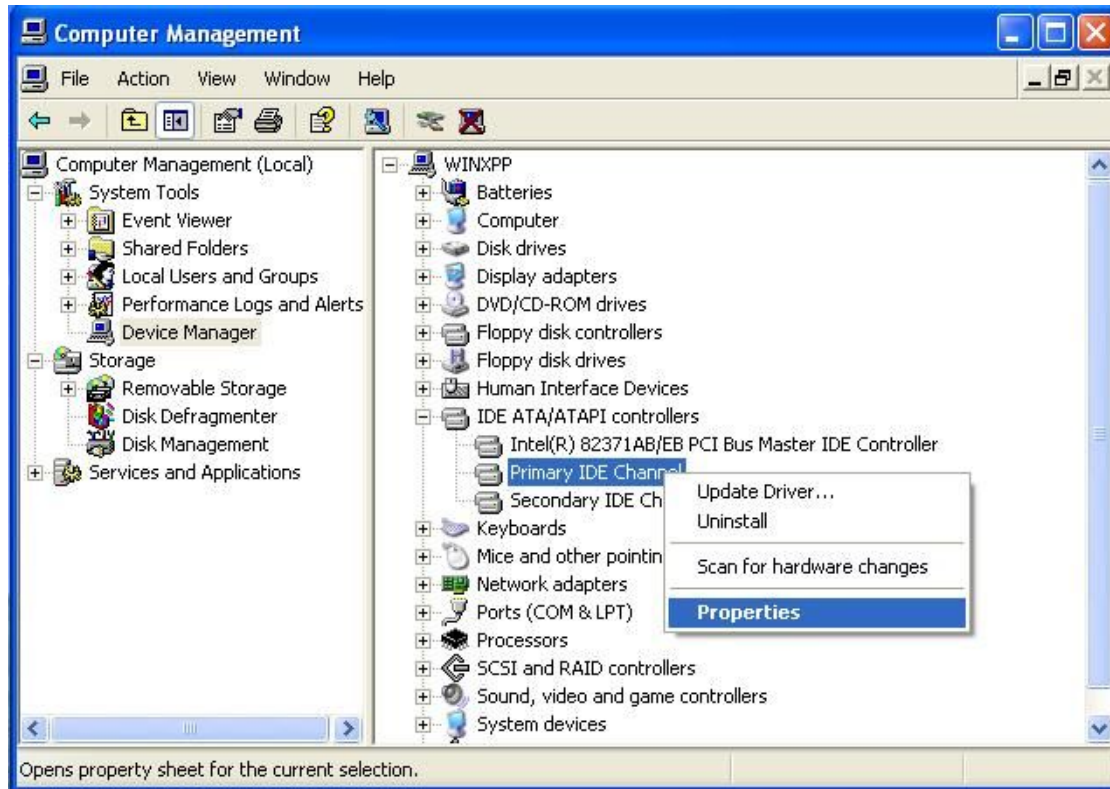 Computer Management
File Action View Window Help
Computer Management (Local)
System Tools
Event Viewer
Shared Folders
Local Users and Groups
Performance Logs and Alerts
Device Manager
Storage
Removable Storage
Disk Defragmenter
Disk Management
Services and Applications
WINXPP
Batteries
Computer
Disk drives
Display adapters
DVD/CD-ROM drives
Floppy disk controllers
Floppy disk drives
Human Interface Devices
IDE ATA/ATAPI controllers
Intel(R) 82371AB/EB PCI Bus Master IDE Controller
Primary IDE Channel
Secondary IDE Ch
Keyboards
Mice and other pointin
Network adapters
Ports (COM & LPT)
Processors
SCSI and RAID controllers
Sound, video and game controllers
System devices
Update Driver...
Uninstall
Scan for hardware changes
Properties
Opens property sheet for the current selection.